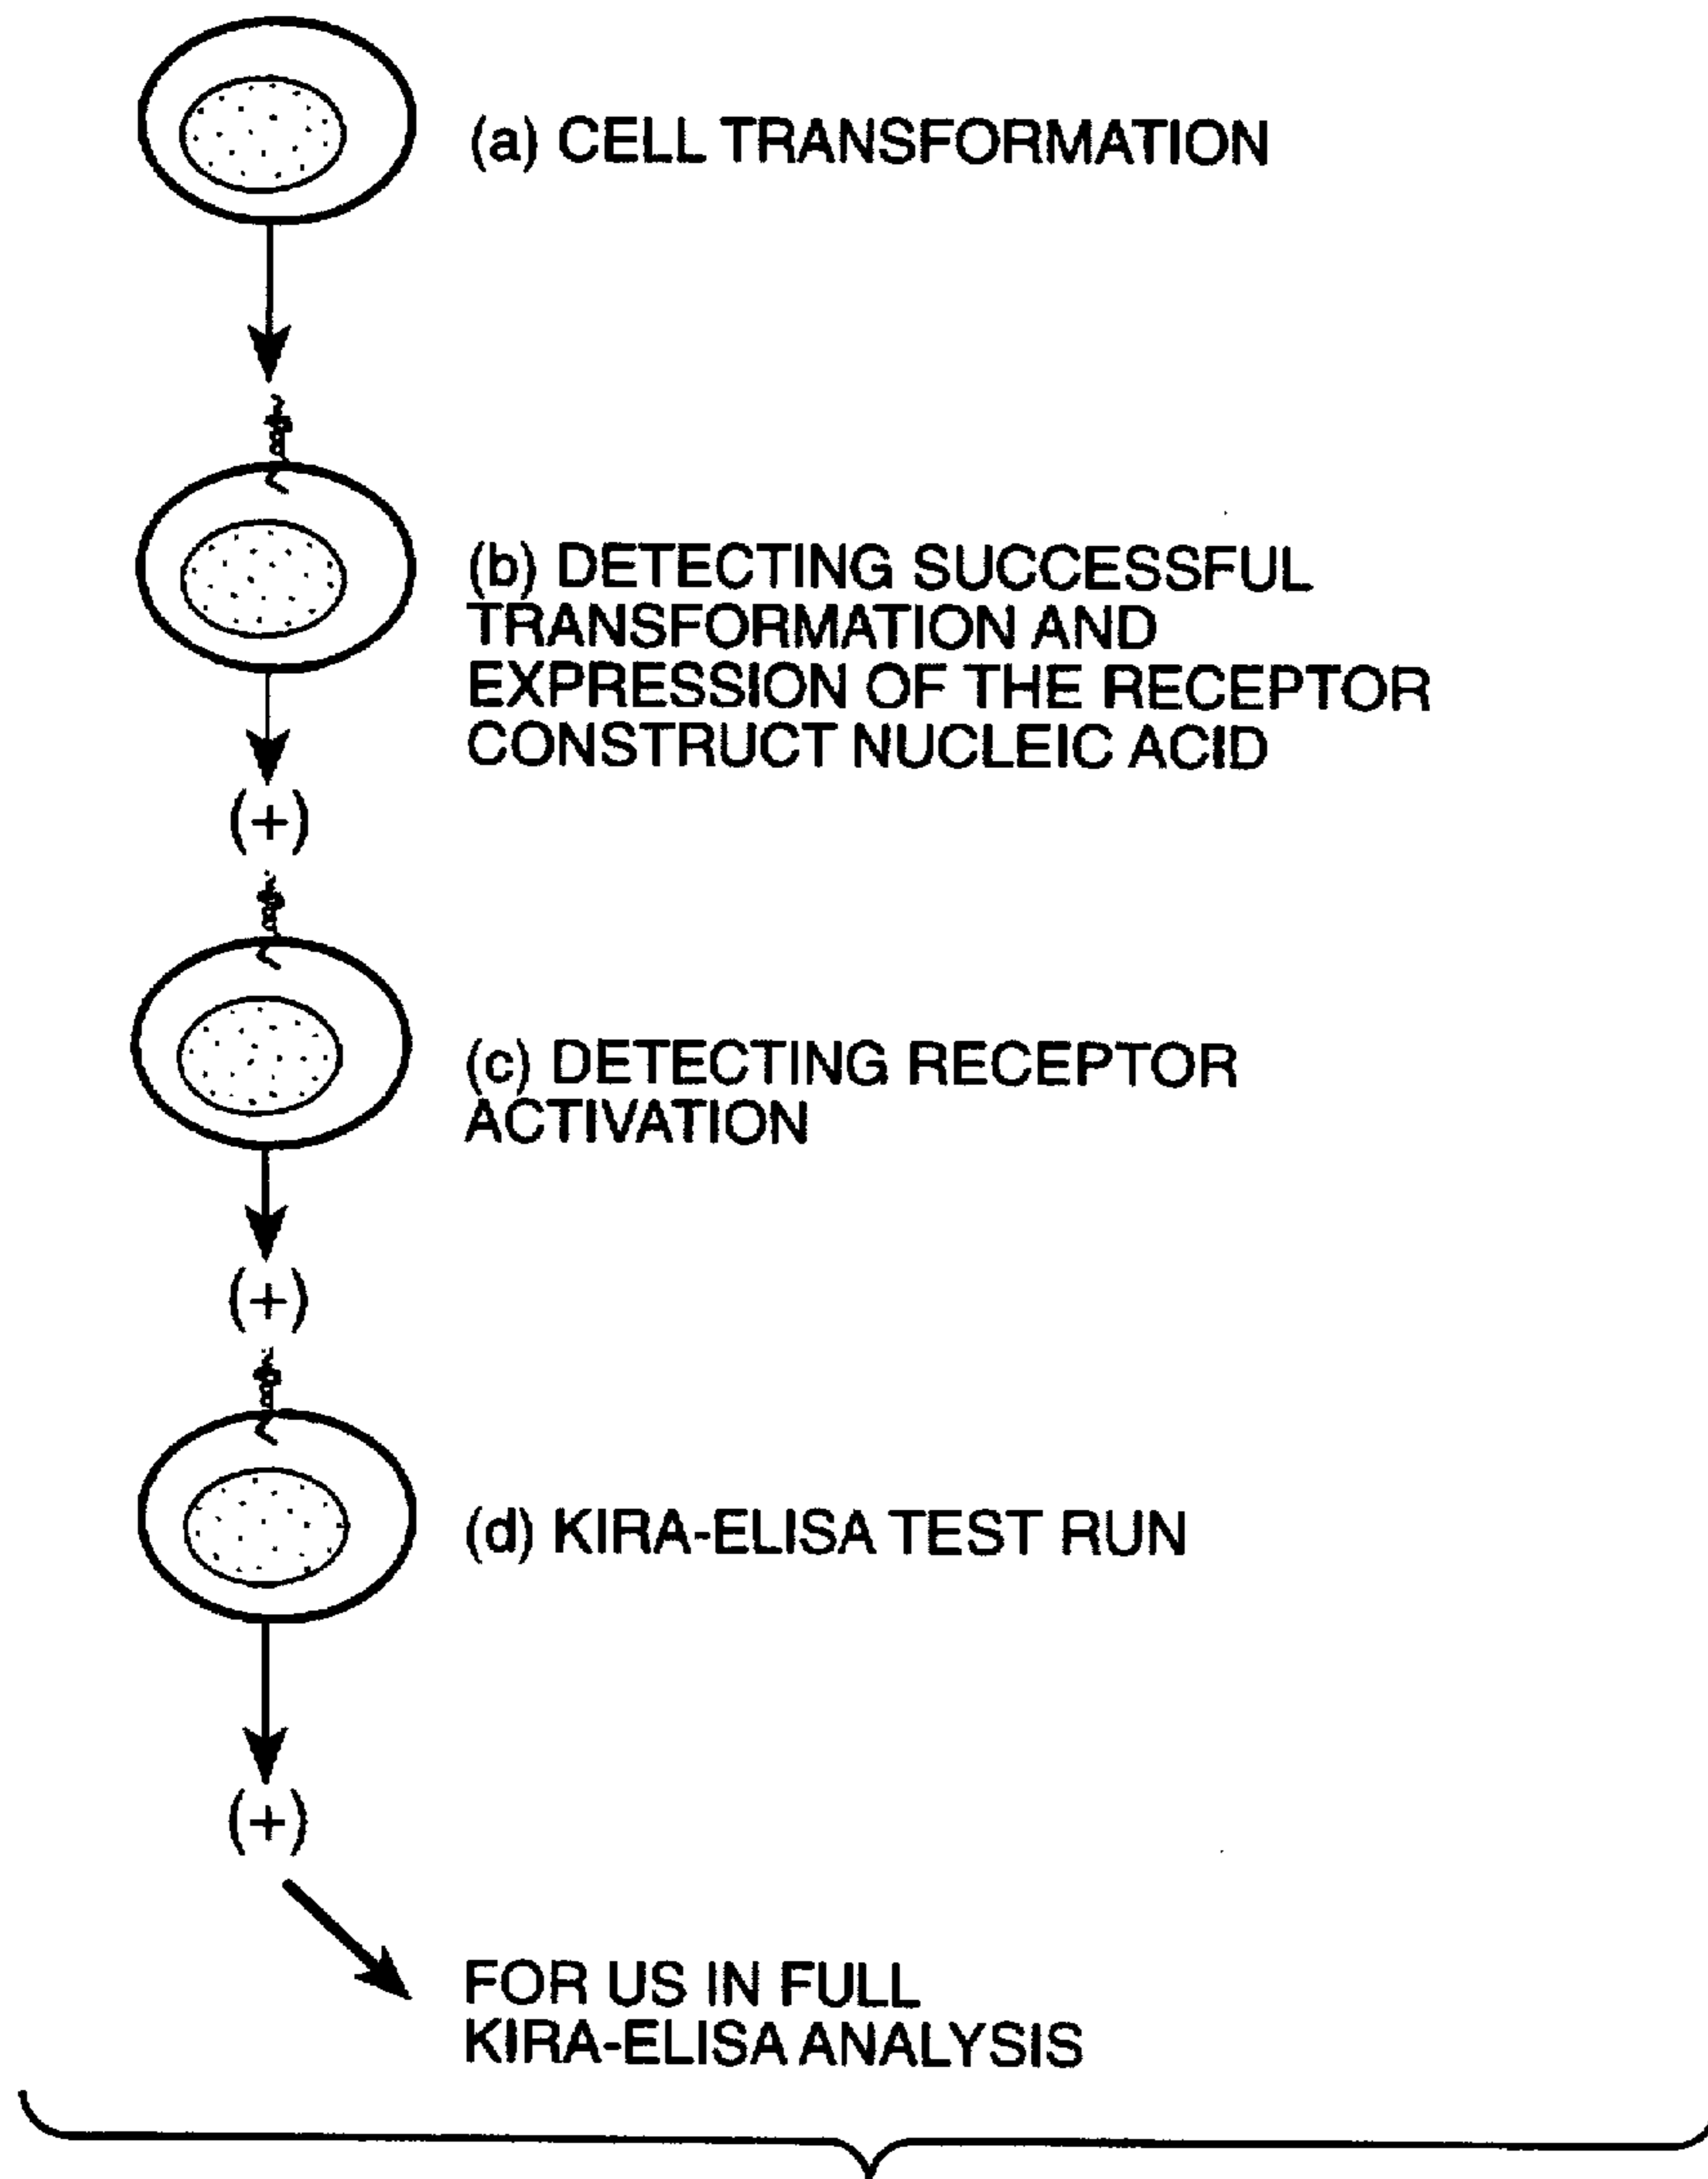 (a) CELL TRANSFORMATION
(b) DETECTING SUCCESSFUL
TRANSFORMATION AND
EXPRESSION OF THE RECEPTOR
CONSTRUCT NUCLEIC ACID
(+)
(c) DETECTING RECEPTOR
ACTIVATION
(+)
(d) KIRA-ELISA TEST RUN
(+)
FOR US IN FULL
KIRA-ELISA ANALYSIS